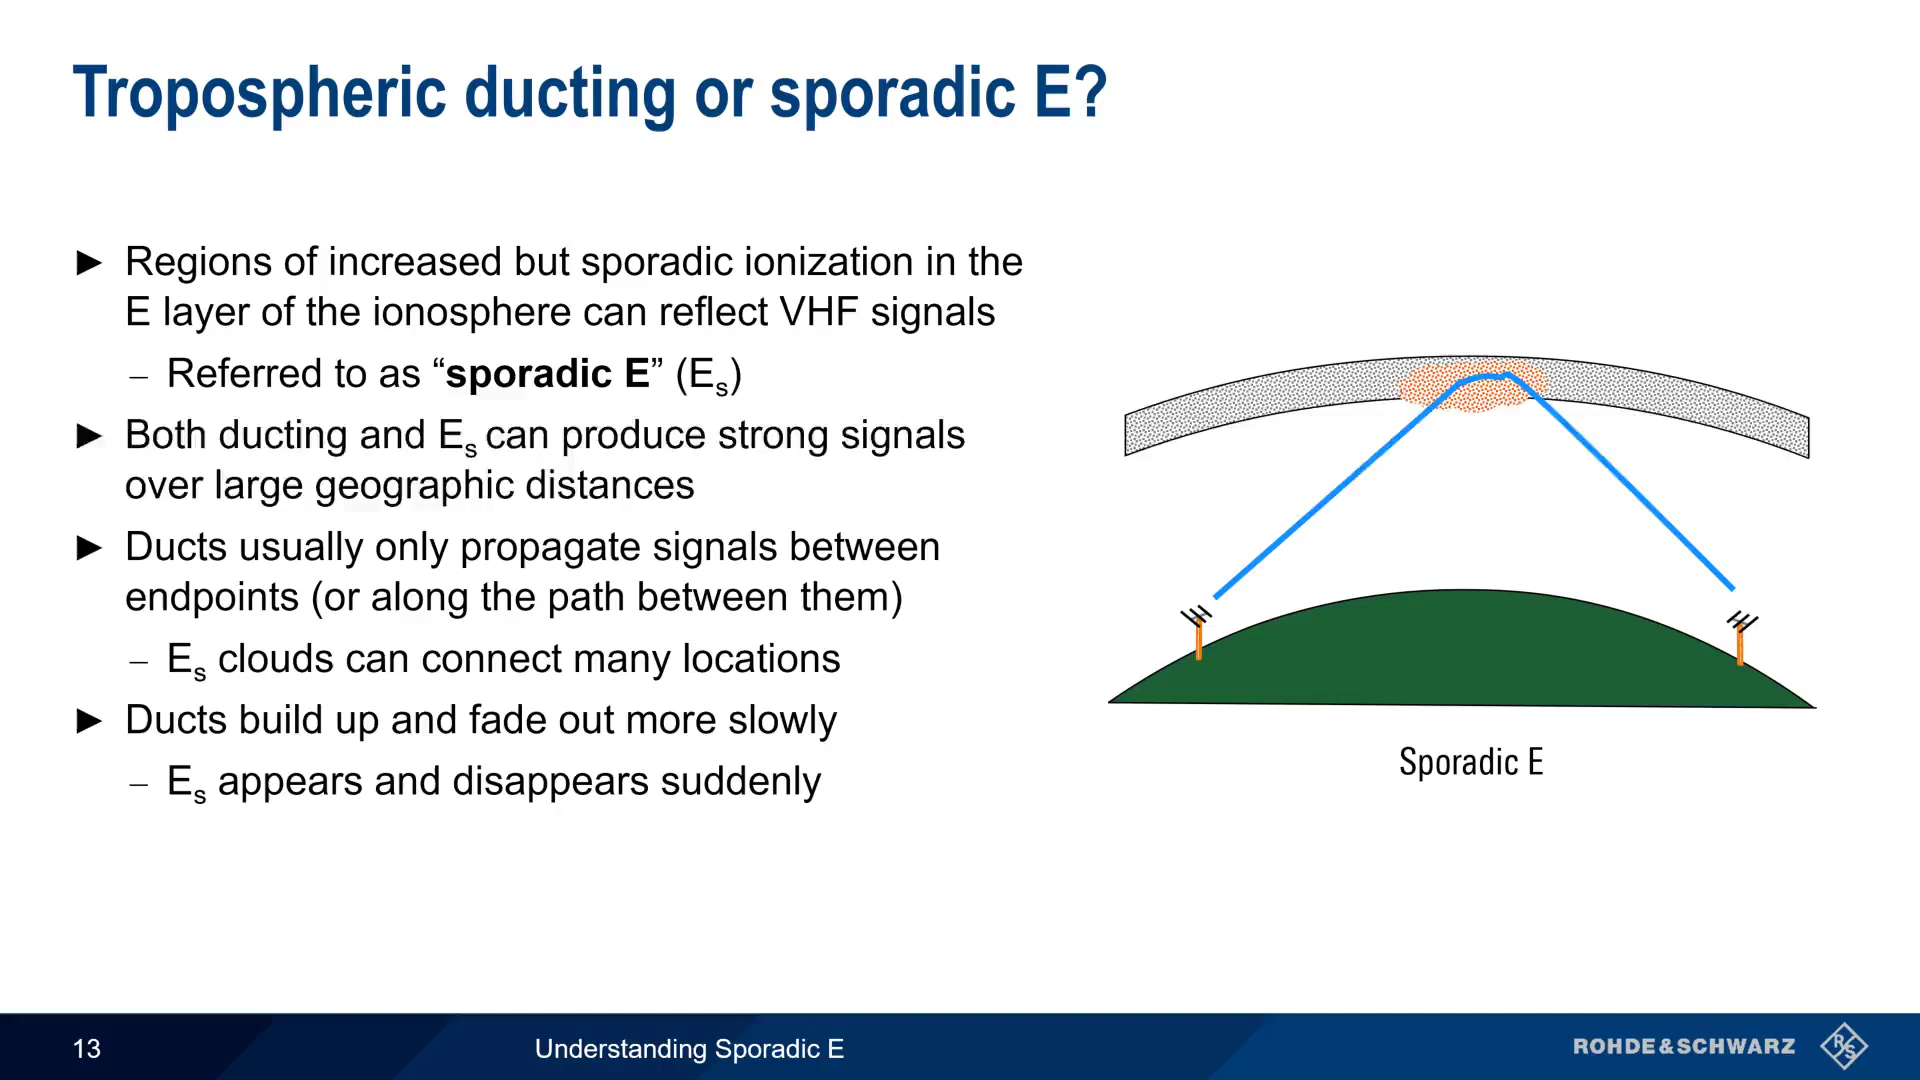 Tropospheric ducting or sporadic E?
► Regions of increased but sporadic ionization in the
E layer of the ionosphere can reflect VHF signals
– Referred to as “sporadic E” (Es)
► Both ducting and Es can produce strong signals
over large geographic distances
► Ducts usually only propagate signals between
endpoints (or along the path between them)
– Es clouds can connect many locations
► Ducts build up and fade out more slowly
– Es appears and disappears suddenly
Sporadic E
13
Understanding Sporadic E
ROHDE&SCHWARZ
RS